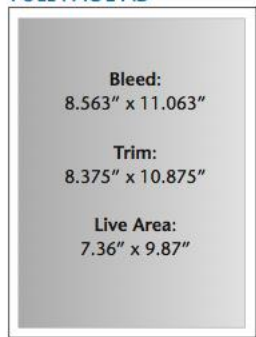 Bleed:
8.563" x 11.063"
Trim:
8.375" x 10.875"
Live Area:
7.36" x 9.87"